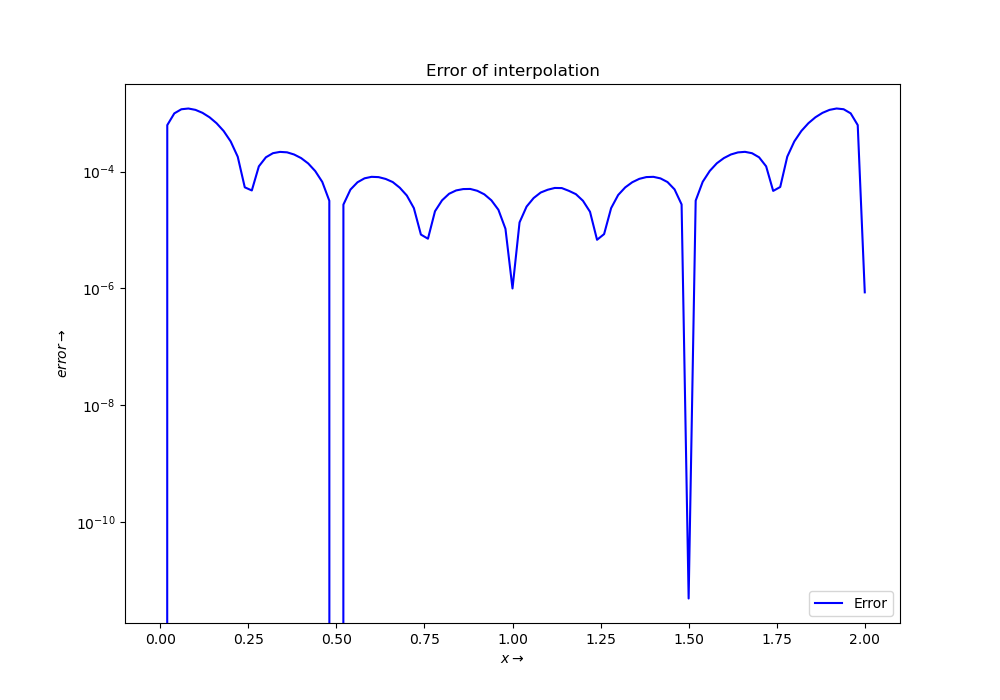 Error of interpolation
error →
10⁻⁴
10⁻⁶
10⁻⁸
10⁻¹⁰
0.00 0.25 0.50 0.75 1.00 1.25 1.50 1.75 2.00
x →
Error